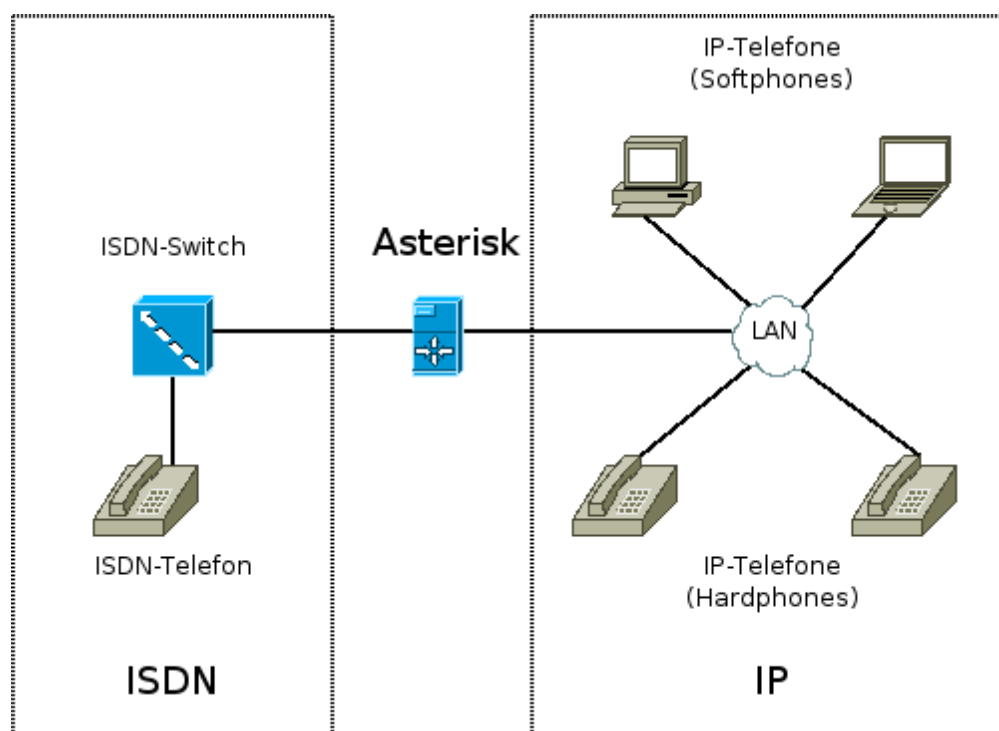 IP-Telefone
(Softphones)
ISDN-Switch
Asterisk
LAN
ISDN-Telefon
IP-Telefone
(Hardphones)
ISDN
IP